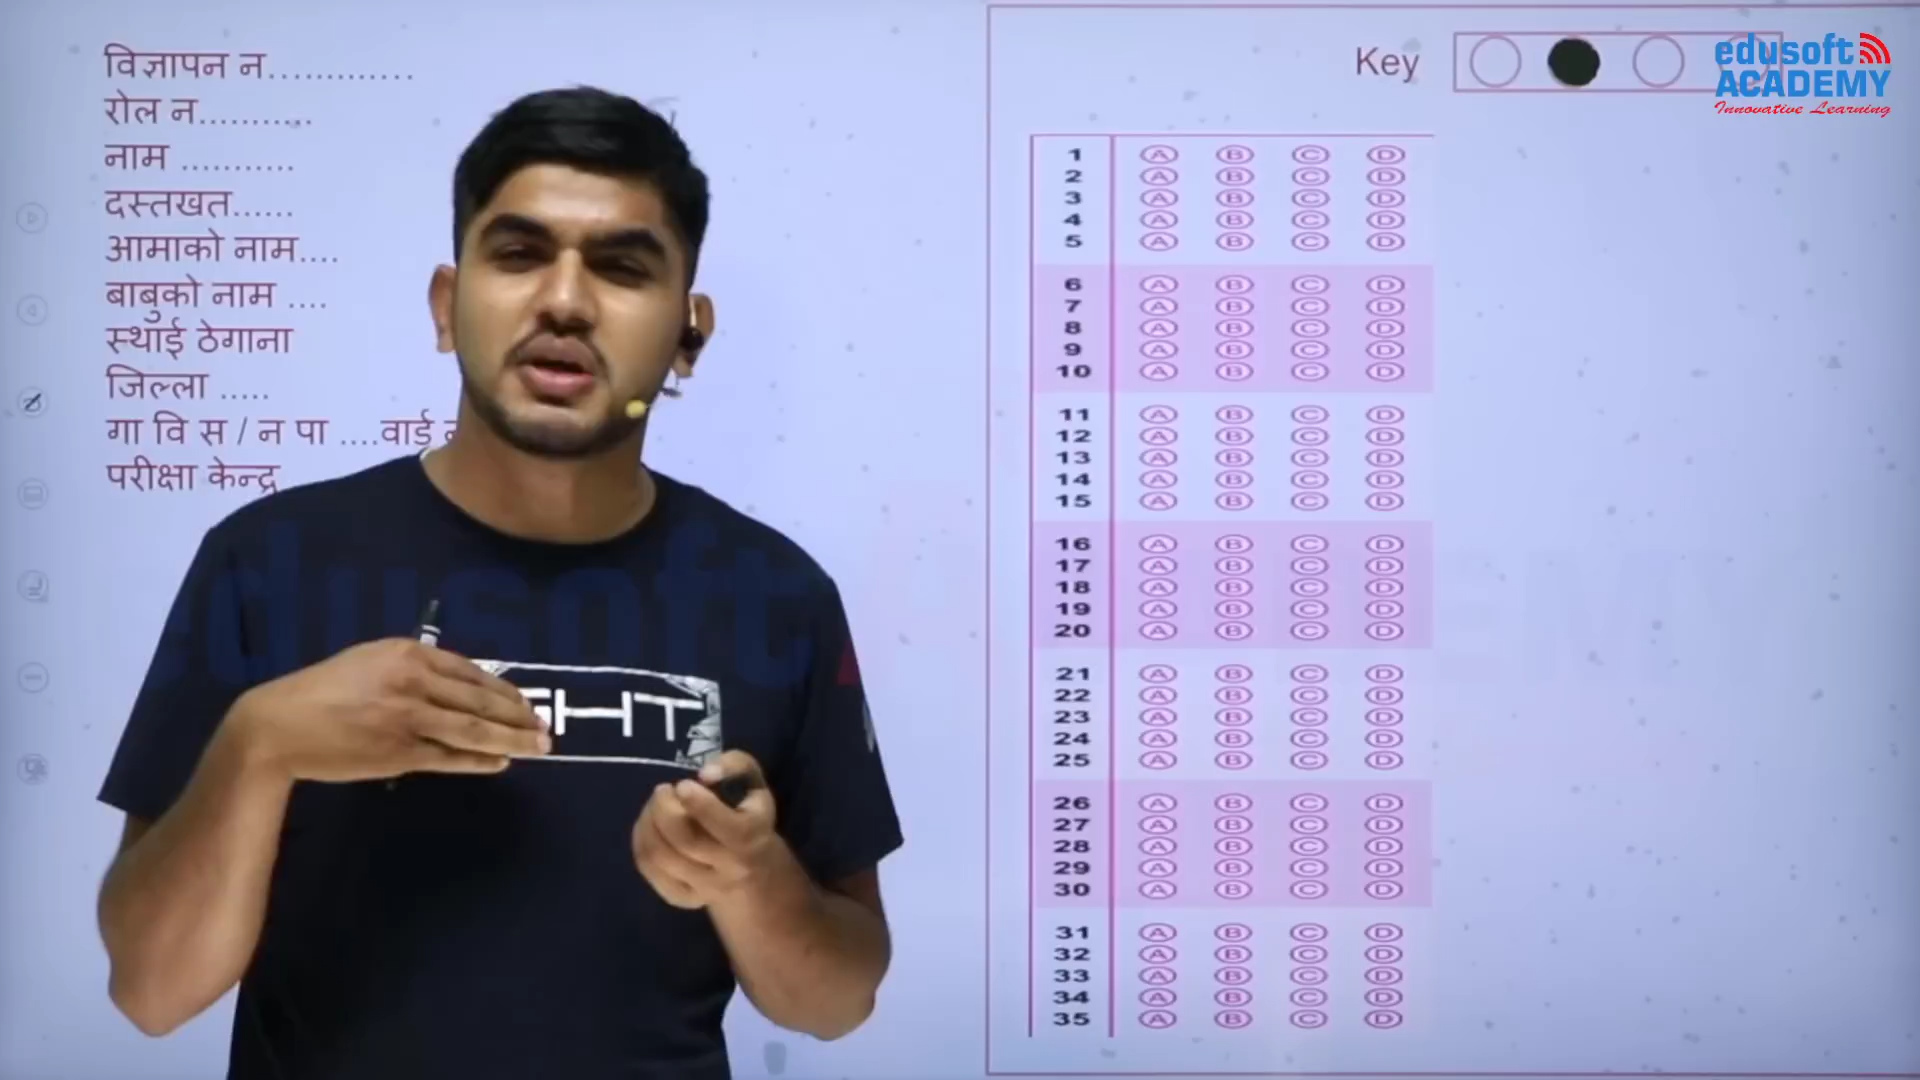 विज्ञापन न.............
रोल न...........
नाम ...........
दस्तखत......
आमाको नाम....
बाबुको नाम ....
स्थाई ठेगाना
जिल्ला .....
गा वि स / न पा ....वार्ड
परीक्षा केन्द्र
GHT
edusoft
Key
edusoft
ACADEMY
Innovative Learning
1 A B C D
2 A B C D
3 A B C D
4 A B C D
5 A B C D
6 A B C D
7 A B C D
8 A B C D
9 A B C D
10 A B C D
11 A B C D
12 A B C D
13 A B C D
14 A B C D
15 A B C D
16 A B C D
17 A B C D
18 A B C D
19 A B C D
20 A B C D
21 A B C D
22 A B C D
23 A B C D
24 A B C D
25 A B C D
26 A B C D
27 A B C D
28 A B C D
29 A B C D
30 A B C D
31 A B C D
32 A B C D
33 A B C D
34 A B C D
35 A B C D